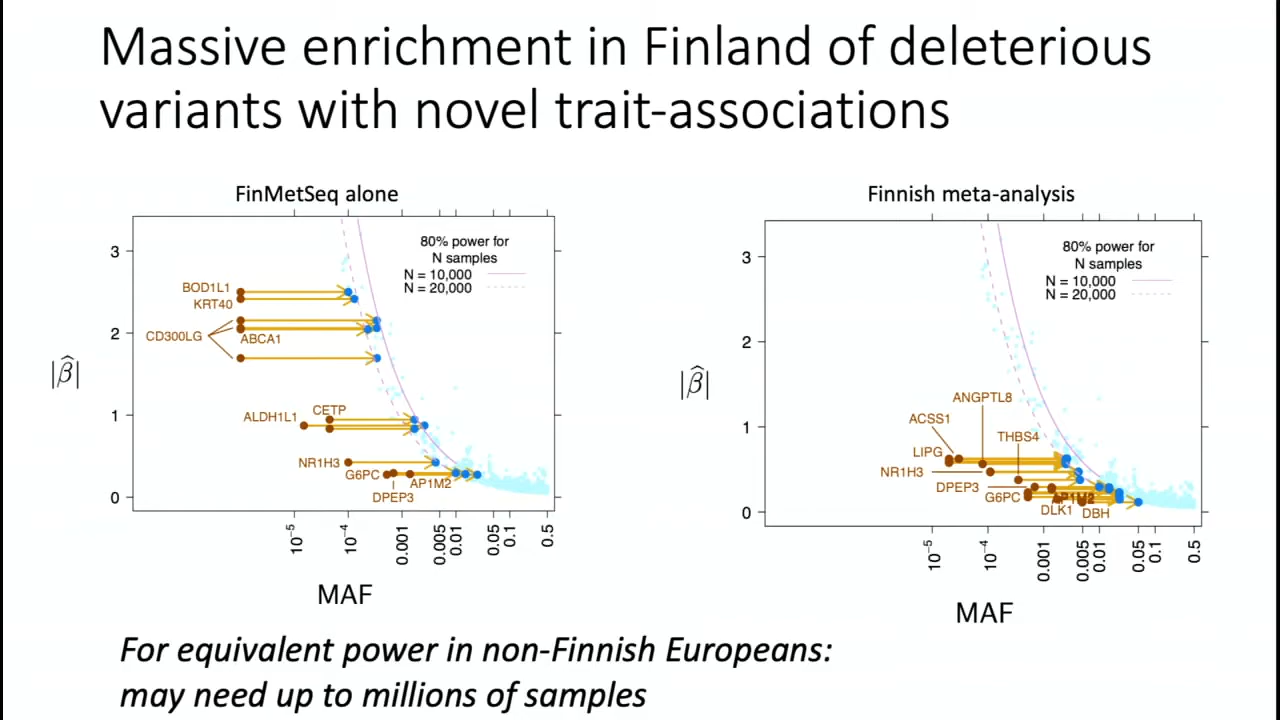 Massive enrichment in Finland of deleterious
variants with novel trait-associations
FinMetSeq alone
80% power for
N samples
N = 10,000
N = 20,000
3
2
1
0
|β̂|
BOD1L1
KRT40
CD300LG
ABCA1
ALDH1L1
CETP
NR1H3
G6PC
AP1M2
DPEP3
10⁻⁵
10⁻⁴
0.001
0.005
0.01
0.05
0.1
0.5
MAF
Finnish meta-analysis
80% power for
N samples
N = 10,000
N = 20,000
3
2
1
0
|β̂|
ANGPTL8
ACSS1
THBS4
LIPG
NR1H3
DPEP3
G6PC
AP1M2
DLK1
DBH
10⁻⁵
10⁻⁴
0.001
0.005
0.01
0.05
0.1
0.5
MAF
For equivalent power in non-Finnish Europeans:
may need up to millions of samples